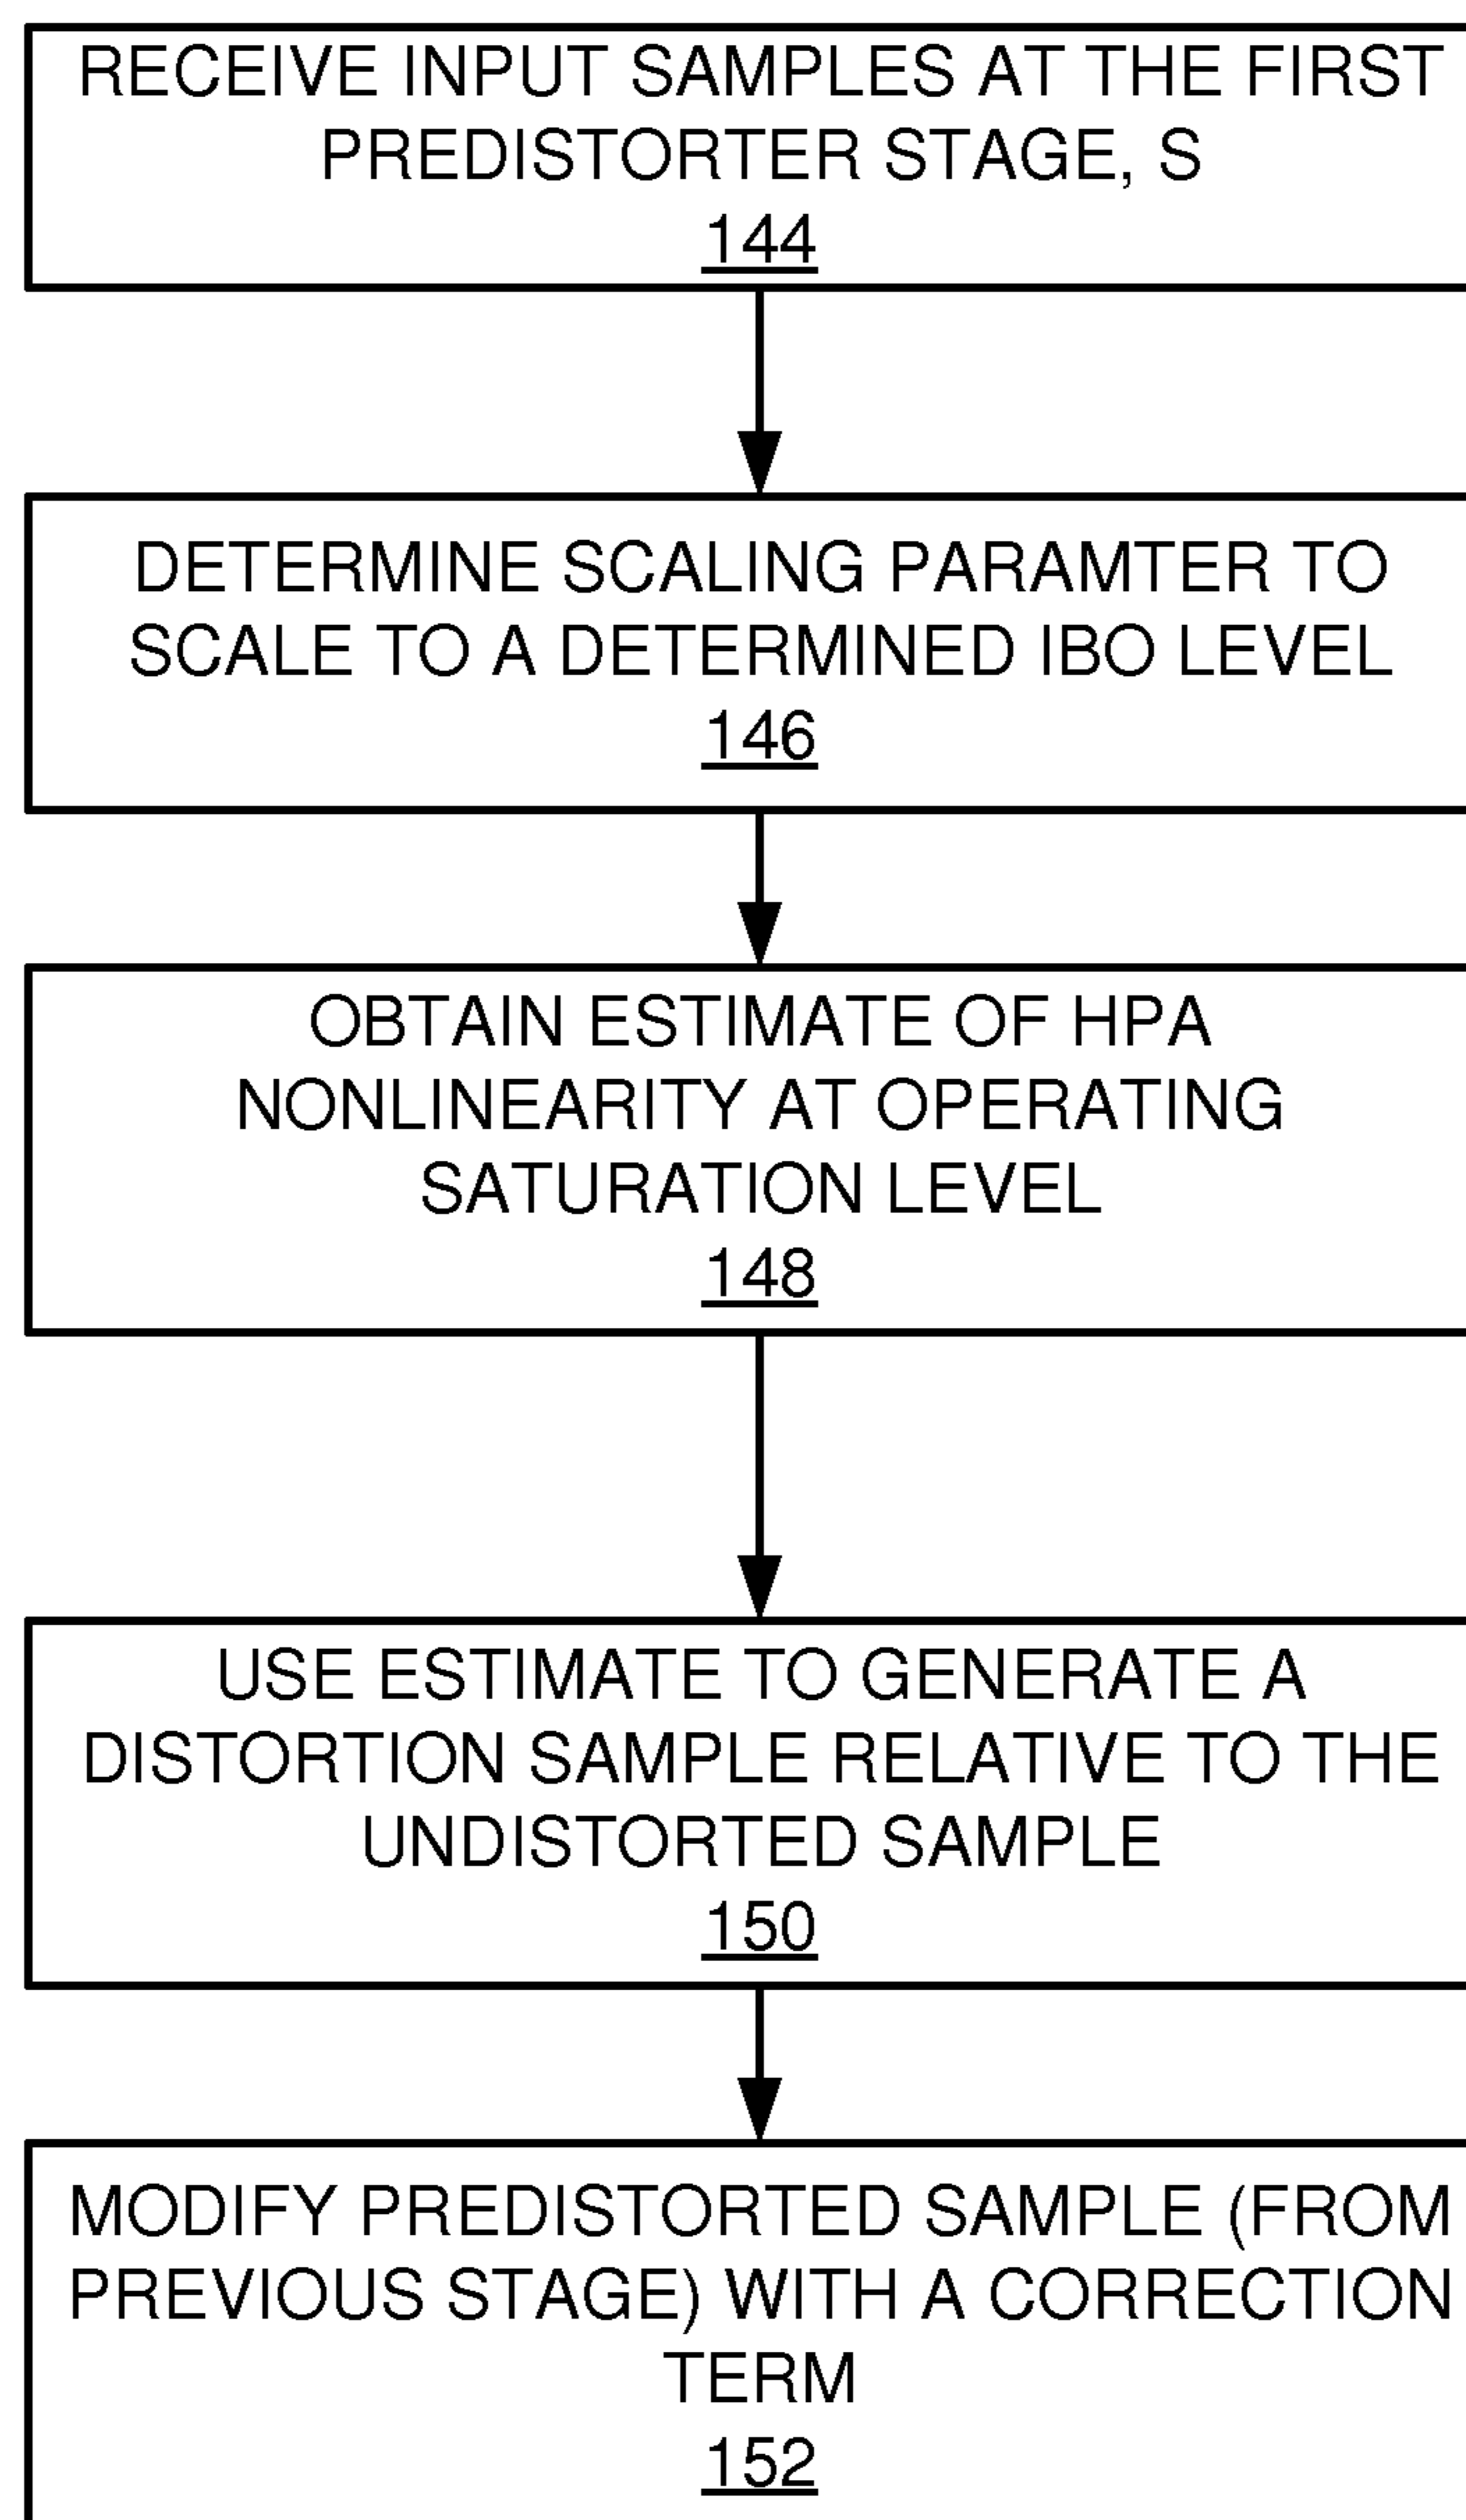 RECEIVE INPUT SAMPLES AT THE FIRST
PREDISTORTER STAGE, S
144
DETERMINE SCALING PARAMTER TO
SCALE TO A DETERMINED IBO LEVEL
146
OBTAIN ESTIMATE OF HPA
NONLINEARITY AT OPERATING
SATURATION LEVEL
148
USE ESTIMATE TO GENERATE A
DISTORTION SAMPLE RELATIVE TO THE
UNDISTORTED SAMPLE
150
MODIFY PREDISTORTED SAMPLE (FROM
PREVIOUS STAGE) WITH A CORRECTION
TERM
152